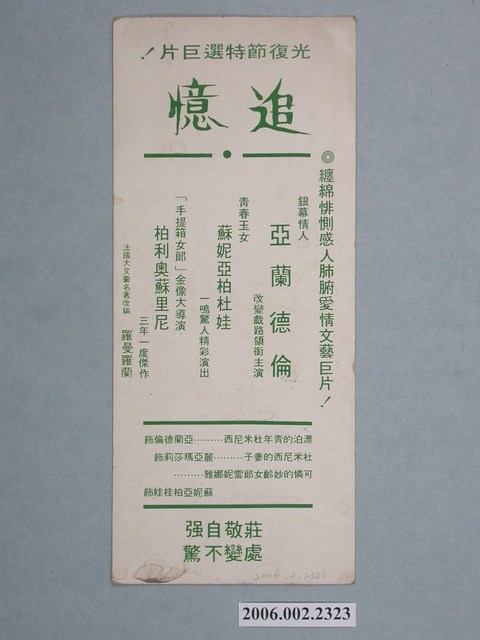 光復節特選巨片！
追憶
◎纏綿悱惻感人肺腑愛情文藝巨片！
銀幕情人
亞蘭德倫
改變戲路領銜主演
青春玉女
蘇妮亞柏杜娃
一鳴驚人精彩演出
「手提箱女郎」金像大導演
柏利奧蘇里尼
三年一度傑作
法國大文豪名著改編
羅曼羅蘭
漂泊的青年杜米尼西………亞蘭德倫飾
杜米尼西的妻子………麗亞瑪莎莉飾
可憐的妙齡女郎雲妮娜雅………
蘇妮亞柏桂娃飾
莊敬自強
處變不驚
2006.2.2323
2006.002.2323